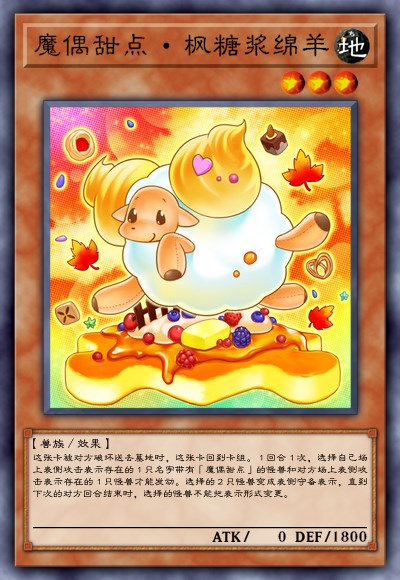 魔偶甜点·枫糖浆绵羊
地
【兽族/效果】
这张卡被对方破坏送去墓地时，这张卡回到卡组。1回合1次，选择自己场
上表侧攻击表示存在的1只名字带有「魔偶甜点」的怪兽和对方场上表侧攻
击表示存在的1只怪兽才能发动。选择的2只怪兽变成表侧守备表示，直到
下次的对方回合结束时，选择的怪兽不能把表示形式变更。
ATK/ 0 DEF/1800